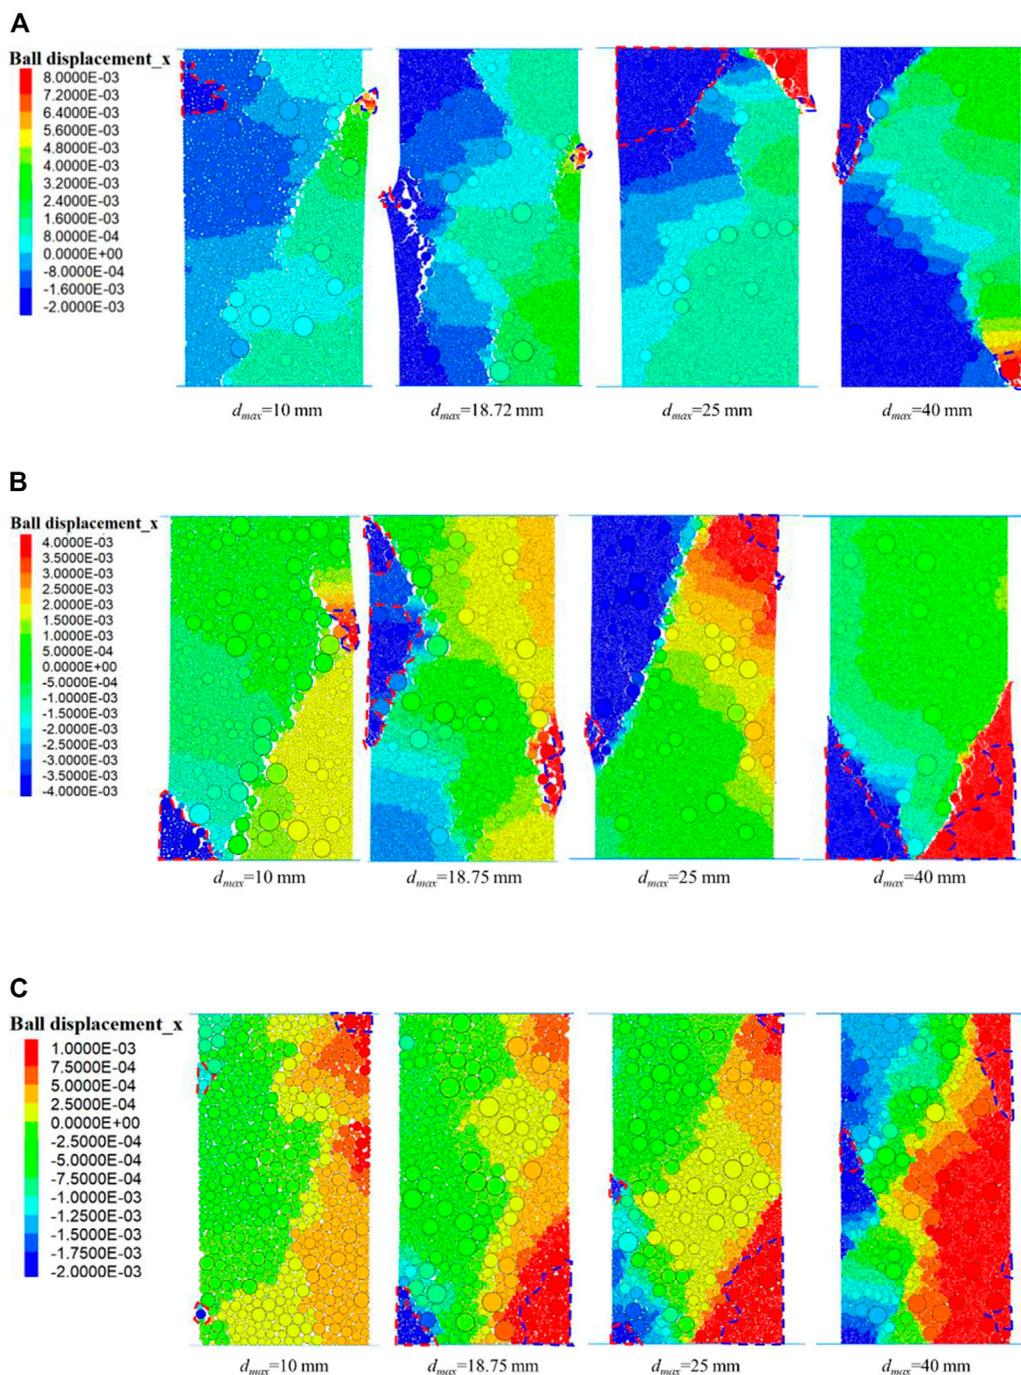 A
Ball displacement_x
8.0000E-03
7.2000E-03
6.4000E-03
5.6000E-03
4.8000E-03
4.0000E-03
3.2000E-03
2.4000E-03
1.6000E-03
8.0000E-04
0.0000E+00
-8.0000E-04
-1.6000E-03
-2.0000E-03
dmax=10 mm
dmax=18.72 mm
dmax=25 mm
dmax=40 mm
B
Ball displacement_x
4.0000E-03
3.5000E-03
3.0000E-03
2.5000E-03
2.0000E-03
1.5000E-03
1.0000E-03
5.0000E-04
0.0000E+00
-5.0000E-04
-1.0000E-03
-1.5000E-03
-2.0000E-03
-2.5000E-03
-3.0000E-03
-3.5000E-03
-4.0000E-03
dmax=10 mm
dmax=18.75 mm
dmax=25 mm
dmax=40 mm
C
Ball displacement_x
1.0000E-03
7.5000E-04
5.0000E-04
2.5000E-04
0.0000E+00
-2.5000E-04
-5.0000E-04
-7.5000E-04
-1.0000E-03
-1.2500E-03
-1.5000E-03
-1.7500E-03
-2.0000E-03
dmax=10 mm
dmax=18.75 mm
dmax=25 mm
dmax=40 mm